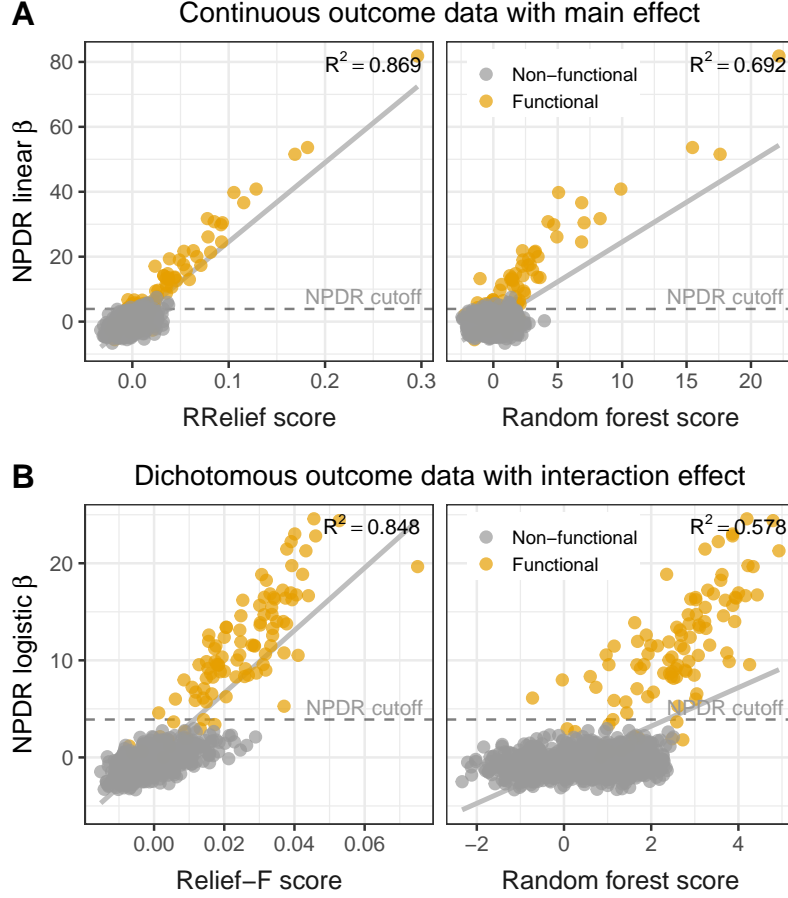 A Continuous outcome data with main effect
NPDR linear β
80
60
40
20
0
R² = 0.869
NPDR cutoff
0.0 0.1 0.2 0.3
RRelief score
Non−functional
Functional
R² = 0.692
NPDR cutoff
0 5 10 15 20
Random forest score
B Dichotomous outcome data with interaction effect
NPDR logistic β
20
10
0
R² = 0.848
NPDR cutoff
0.00 0.02 0.04 0.06
Relief−F score
Non−functional
Functional
R² = 0.578
NPDR cutoff
−2 0 2 4
Random forest score